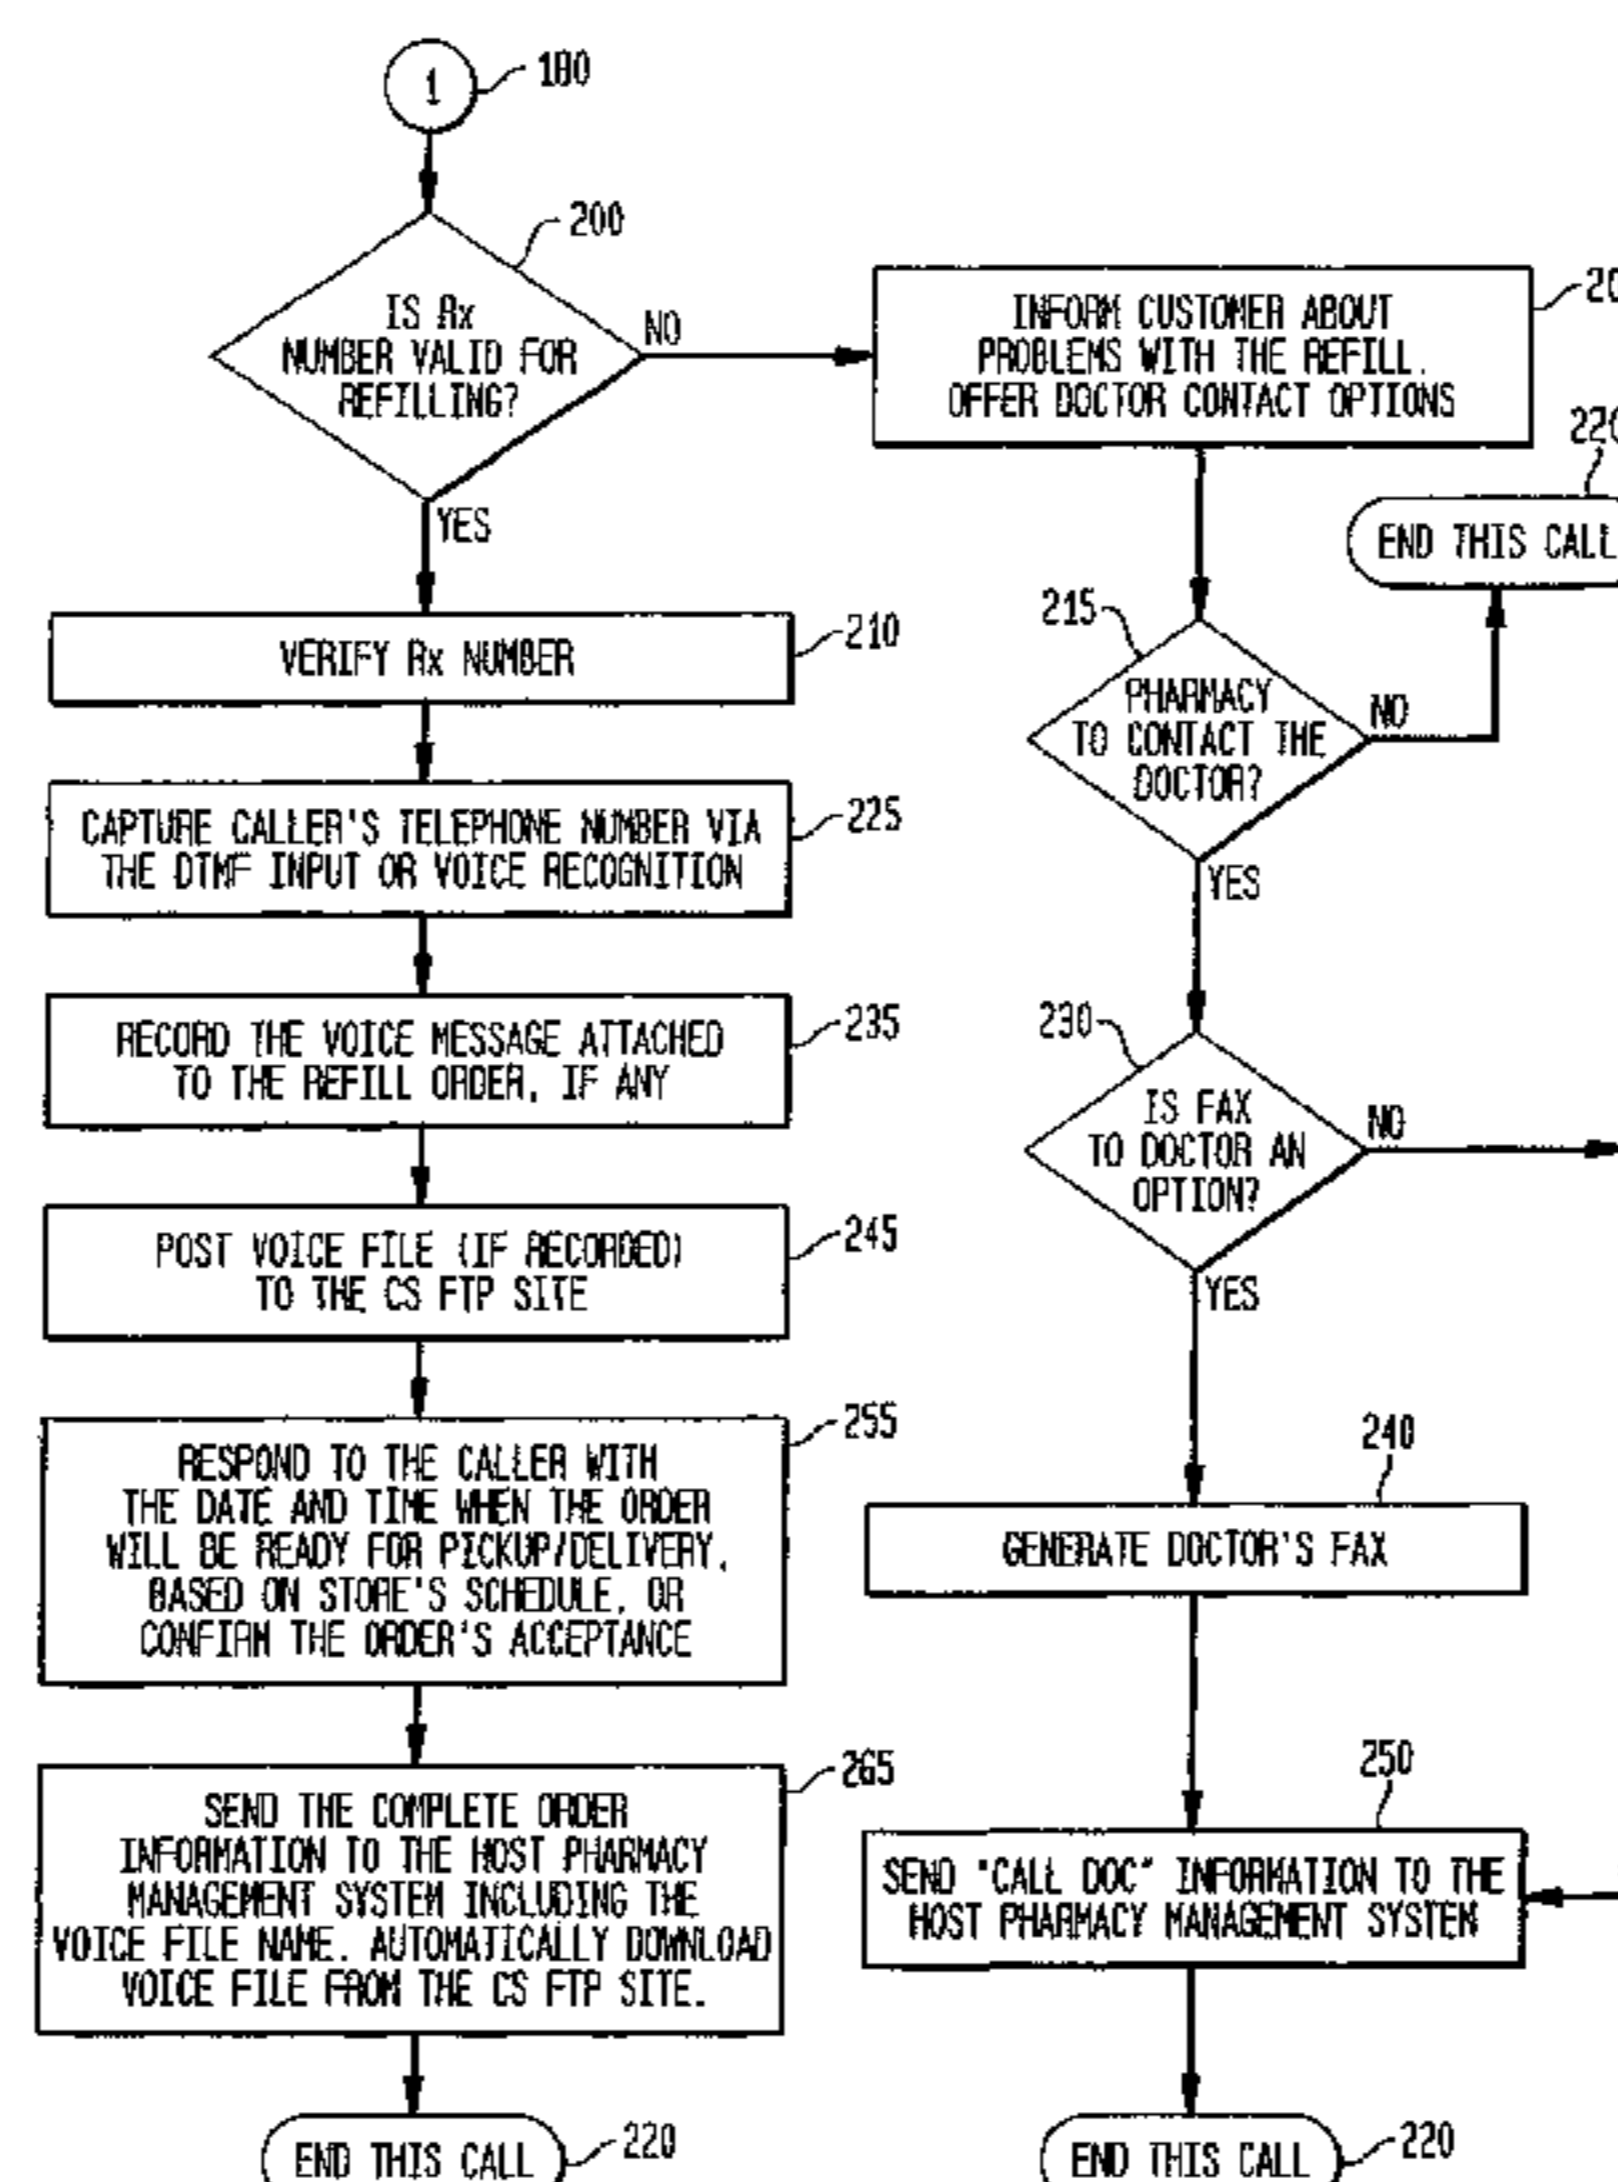 1
180
200
IS Rx
NUMBER VALID FOR
REFILLING?
NO
YES
INFORM CUSTOMER ABOUT
PROBLEMS WITH THE REFILL.
OFFER DOCTOR CONTACT OPTIONS
220
END THIS CALL
VERIFY Rx NUMBER
210
215
PHARMACY
TO CONTACT THE
DOCTOR?
NO
YES
CAPTURE CALLER'S TELEPHONE NUMBER VIA
THE DTMF INPUT OR VOICE RECOGNITION
225
RECORD THE VOICE MESSAGE ATTACHED
TO THE REFILL ORDER, IF ANY
235
230
IS FAX
TO DOCTOR AN
OPTION?
NO
YES
POST VOICE FILE (IF RECORDED)
TO THE CS FTP SITE
245
RESPOND TO THE CALLER WITH
THE DATE AND TIME WHEN THE ORDER
WILL BE READY FOR PICKUP/DELIVERY,
BASED ON STORE'S SCHEDULE, OR
CONFIRM THE ORDER'S ACCEPTANCE
255
240
GENERATE DOCTOR'S FAX
SEND THE COMPLETE ORDER
INFORMATION TO THE HOST PHARMACY
MANAGEMENT SYSTEM INCLUDING THE
VOICE FILE NAME. AUTOMATICALLY DOWNLOAD
VOICE FILE FROM THE CS FTP SITE.
265
250
SEND "CALL DOC" INFORMATION TO THE
HOST PHARMACY MANAGEMENT SYSTEM
END THIS CALL
220
END THIS CALL
220